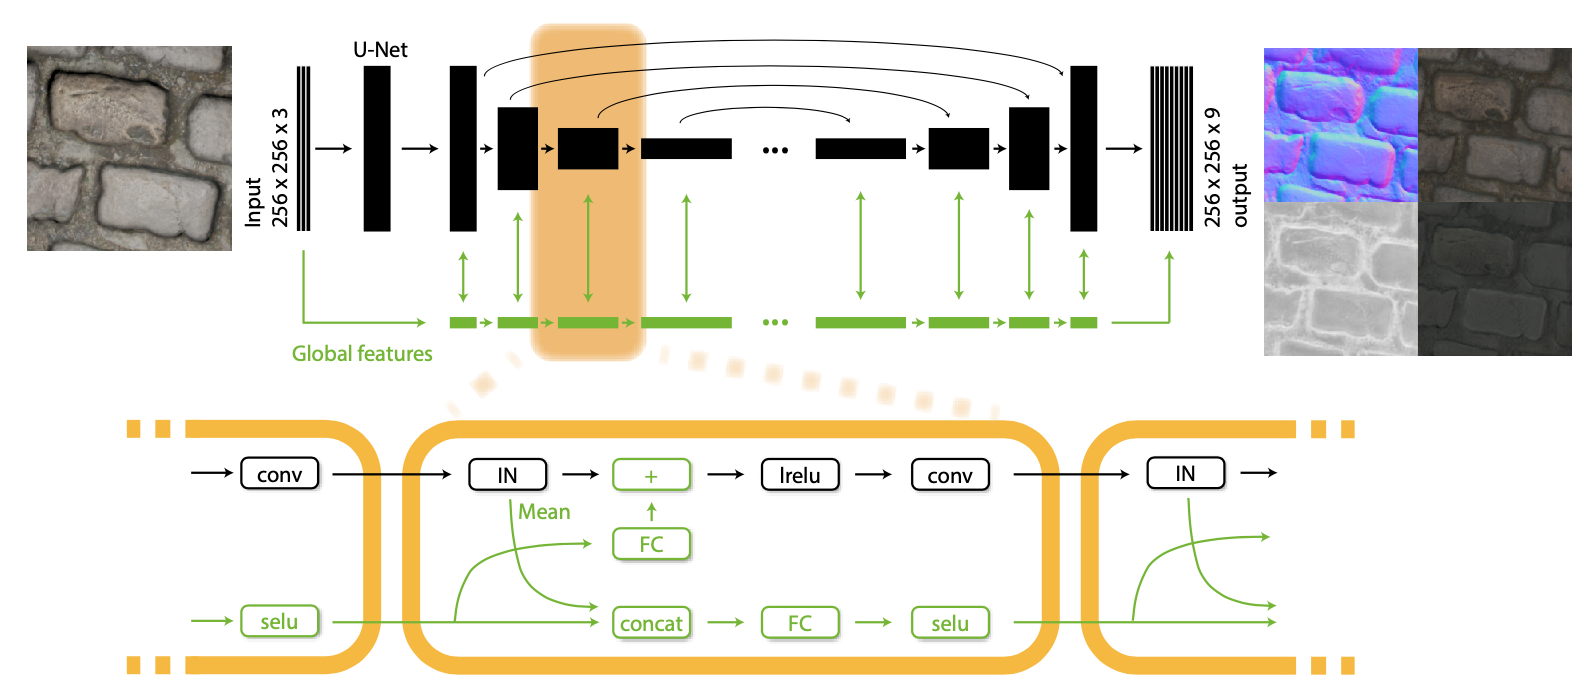 U-Net
Input
256 x 256 x 3
256 x 256 x 9
output
Global features
conv
IN
+
lrelu
conv
IN
Mean
FC
selu
concat
FC
selu